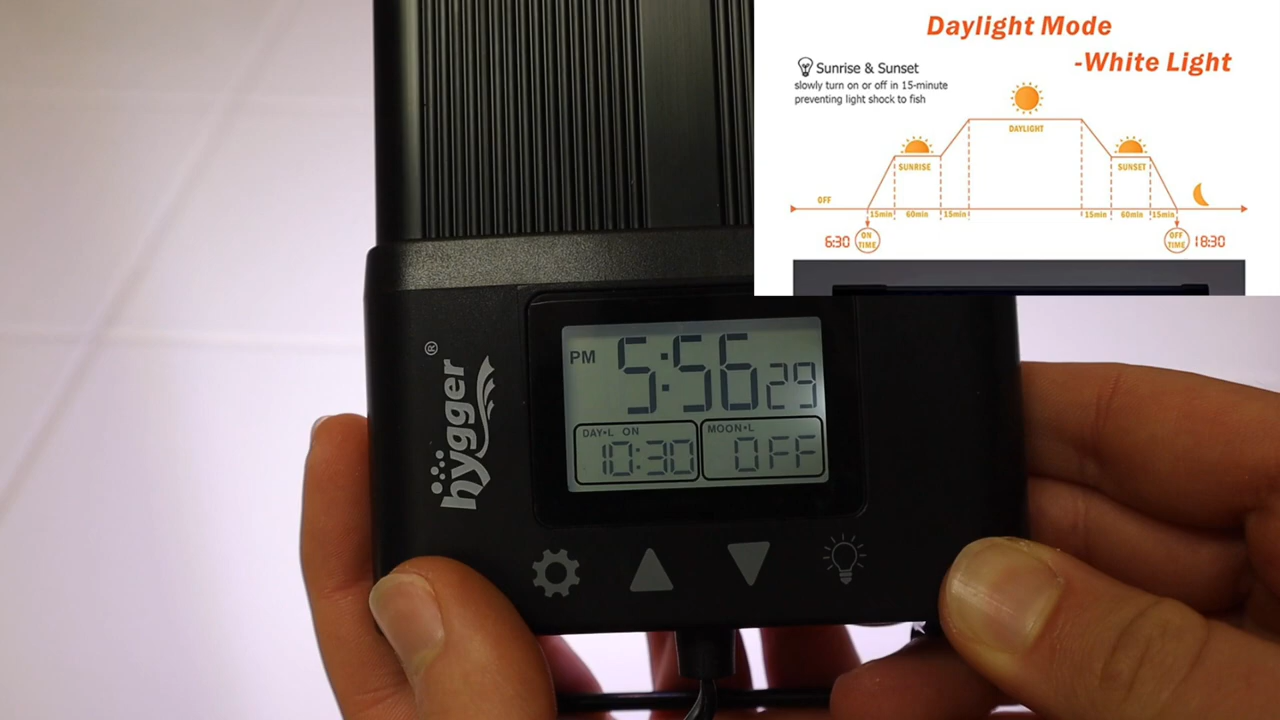 Daylight Mode
-White Light
Sunrise & Sunset
slowly turn on or off in 15-minute
preventing light shock to fish
DAYLIGHT
SUNRISE
SUNSET
OFF
15min 60min 15min 15min 60min 15min
6:30 ON TIME OFF TIME 18:30
hygger®
PM 5:56 29
DAY•L ON MOON•L
10:30 OFF